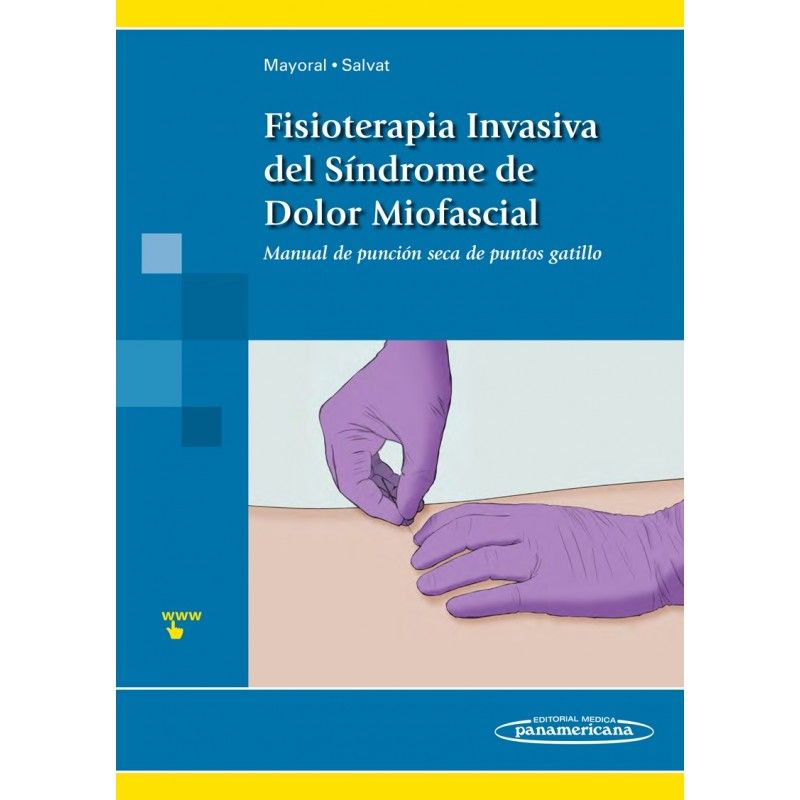 Mayoral • Salvat
Fisioterapia Invasiva
del Síndrome de
Dolor Miofascial
Manual de punción seca de puntos gatillo
www
EDITORIAL MEDICA
panamericana